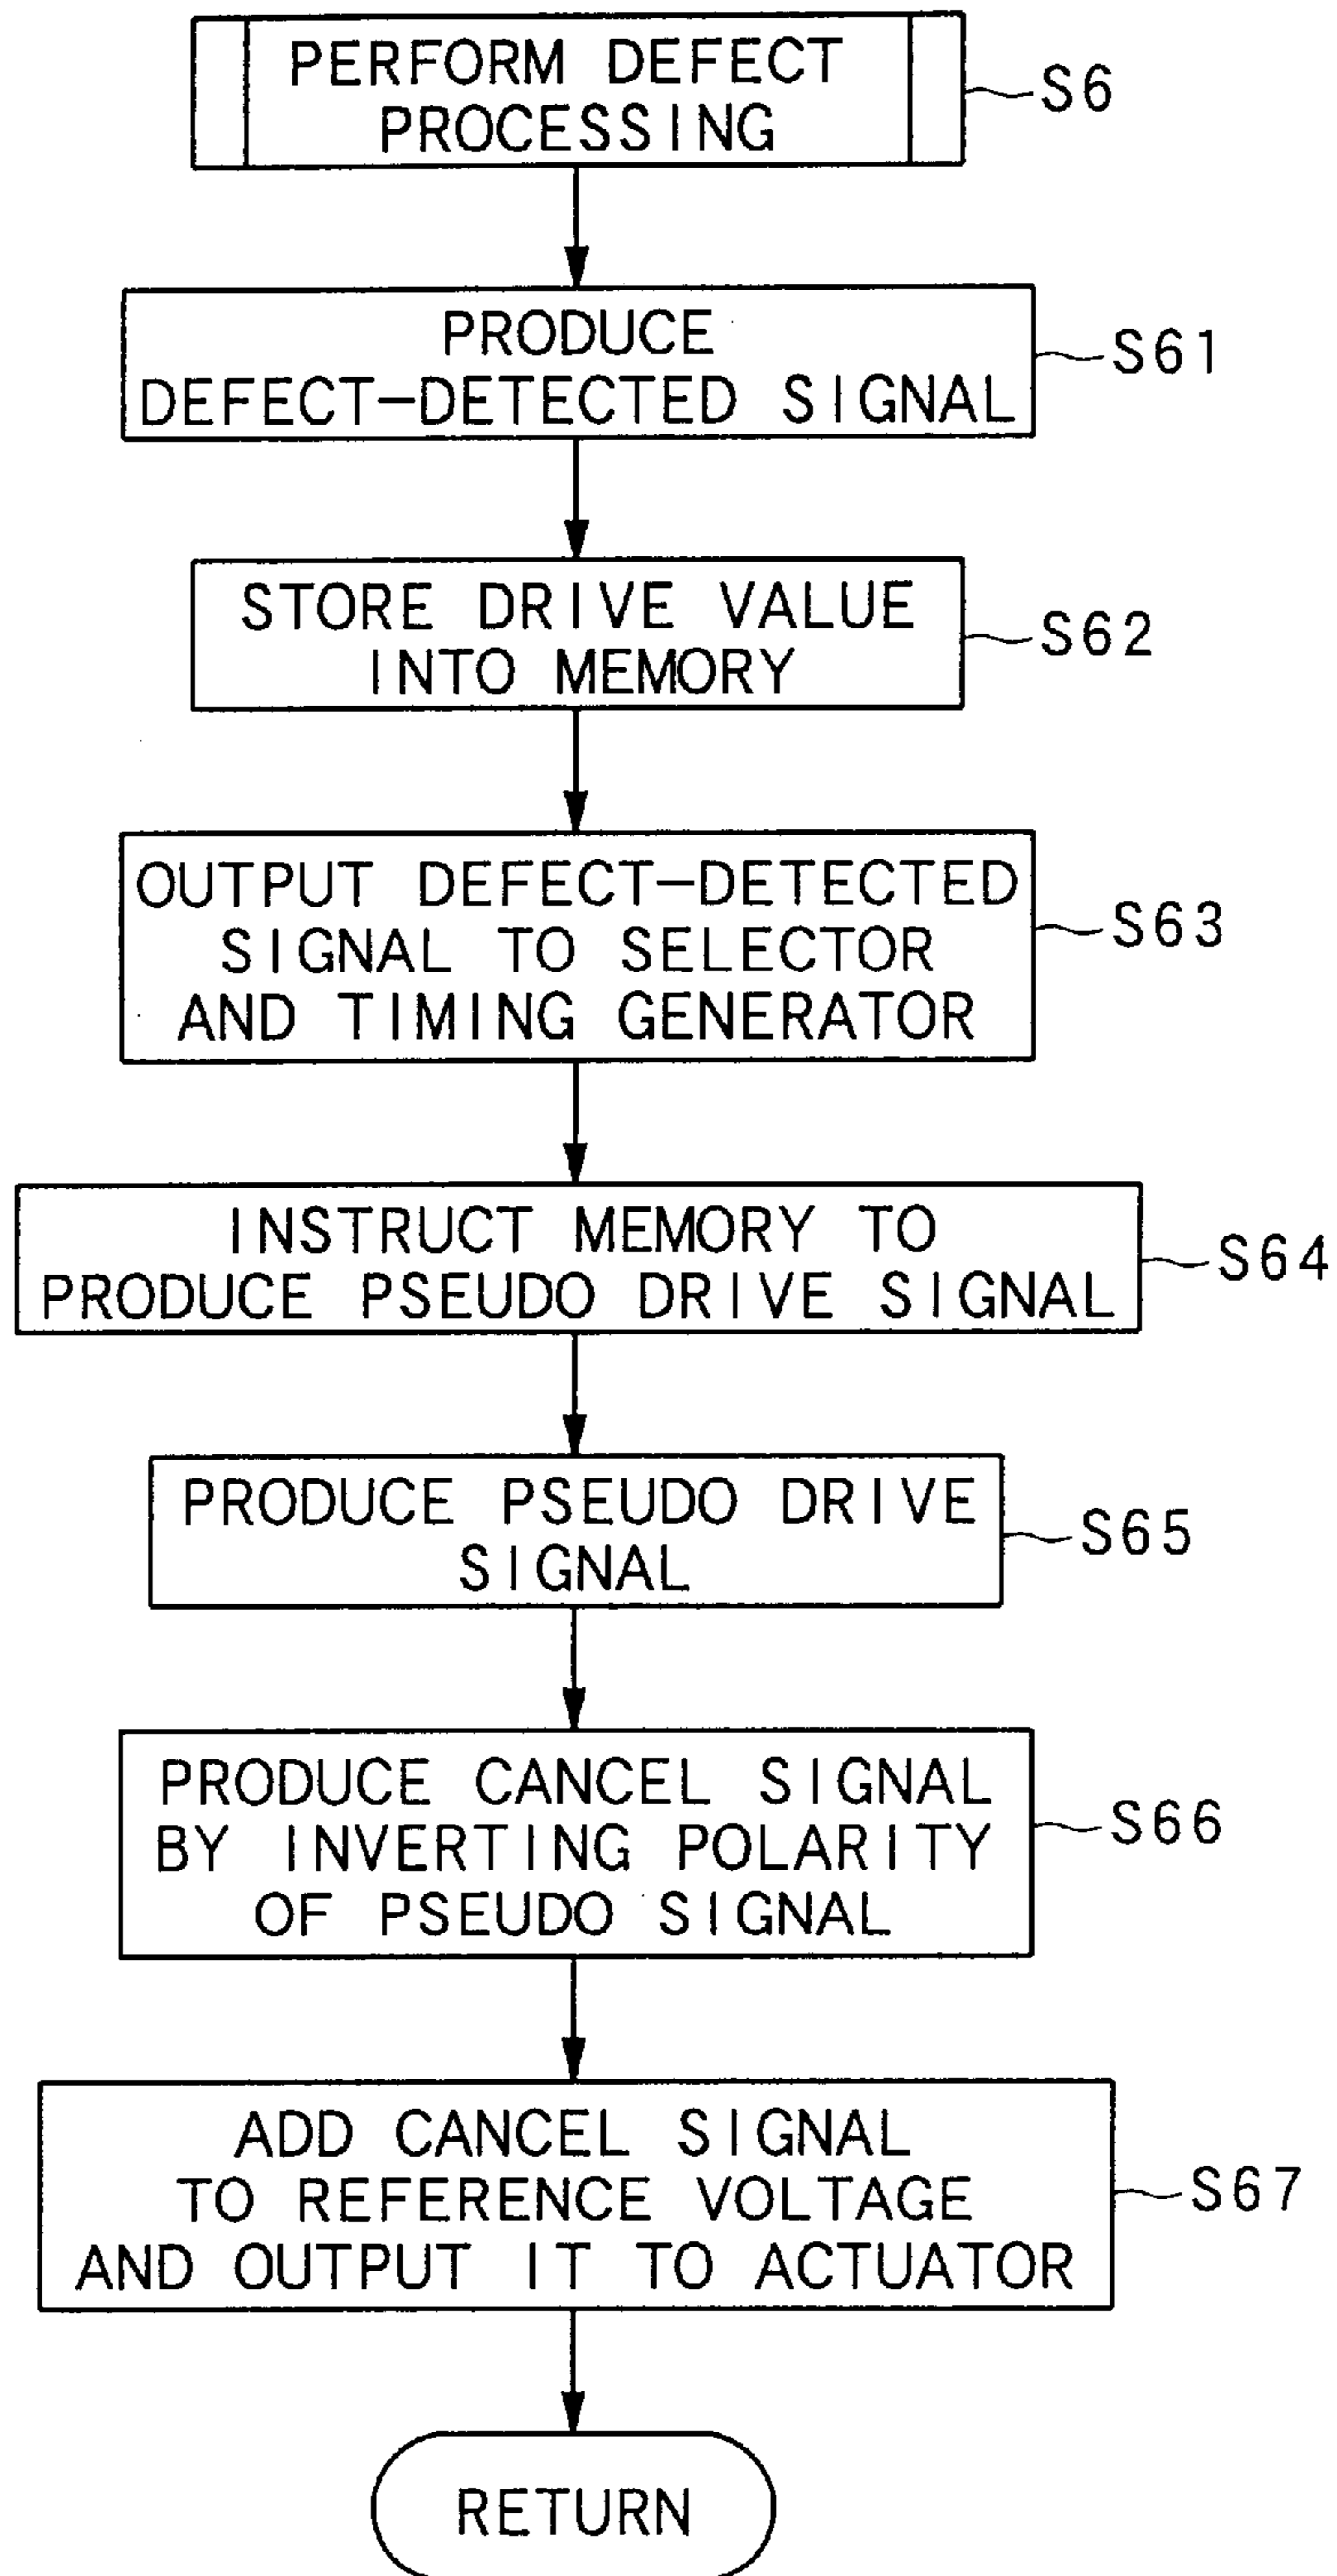 PERFORM DEFECT
PROCESSING
S6
PRODUCE
DEFECT-DETECTED SIGNAL
S61
STORE DRIVE VALUE
INTO MEMORY
S62
OUTPUT DEFECT-DETECTED
SIGNAL TO SELECTOR
AND TIMING GENERATOR
S63
INSTRUCT MEMORY TO
PRODUCE PSEUDO DRIVE SIGNAL
S64
PRODUCE PSEUDO DRIVE
SIGNAL
S65
PRODUCE CANCEL SIGNAL
BY INVERTING POLARITY
OF PSEUDO SIGNAL
S66
ADD CANCEL SIGNAL
TO REFERENCE VOLTAGE
AND OUTPUT IT TO ACTUATOR
S67
RETURN